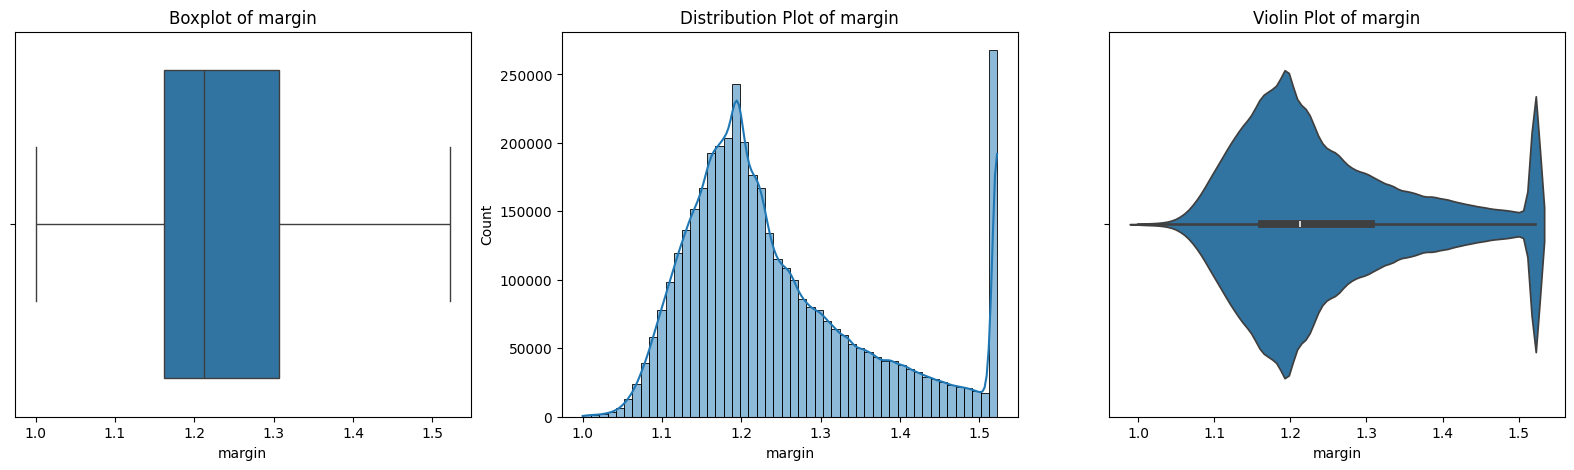 Boxplot of margin
1.0 1.1 1.2 1.3 1.4 1.5
margin
Distribution Plot of margin
Count
250000
200000
150000
100000
50000
0
1.0 1.1 1.2 1.3 1.4 1.5
margin
Violin Plot of margin
1.0 1.1 1.2 1.3 1.4 1.5
margin